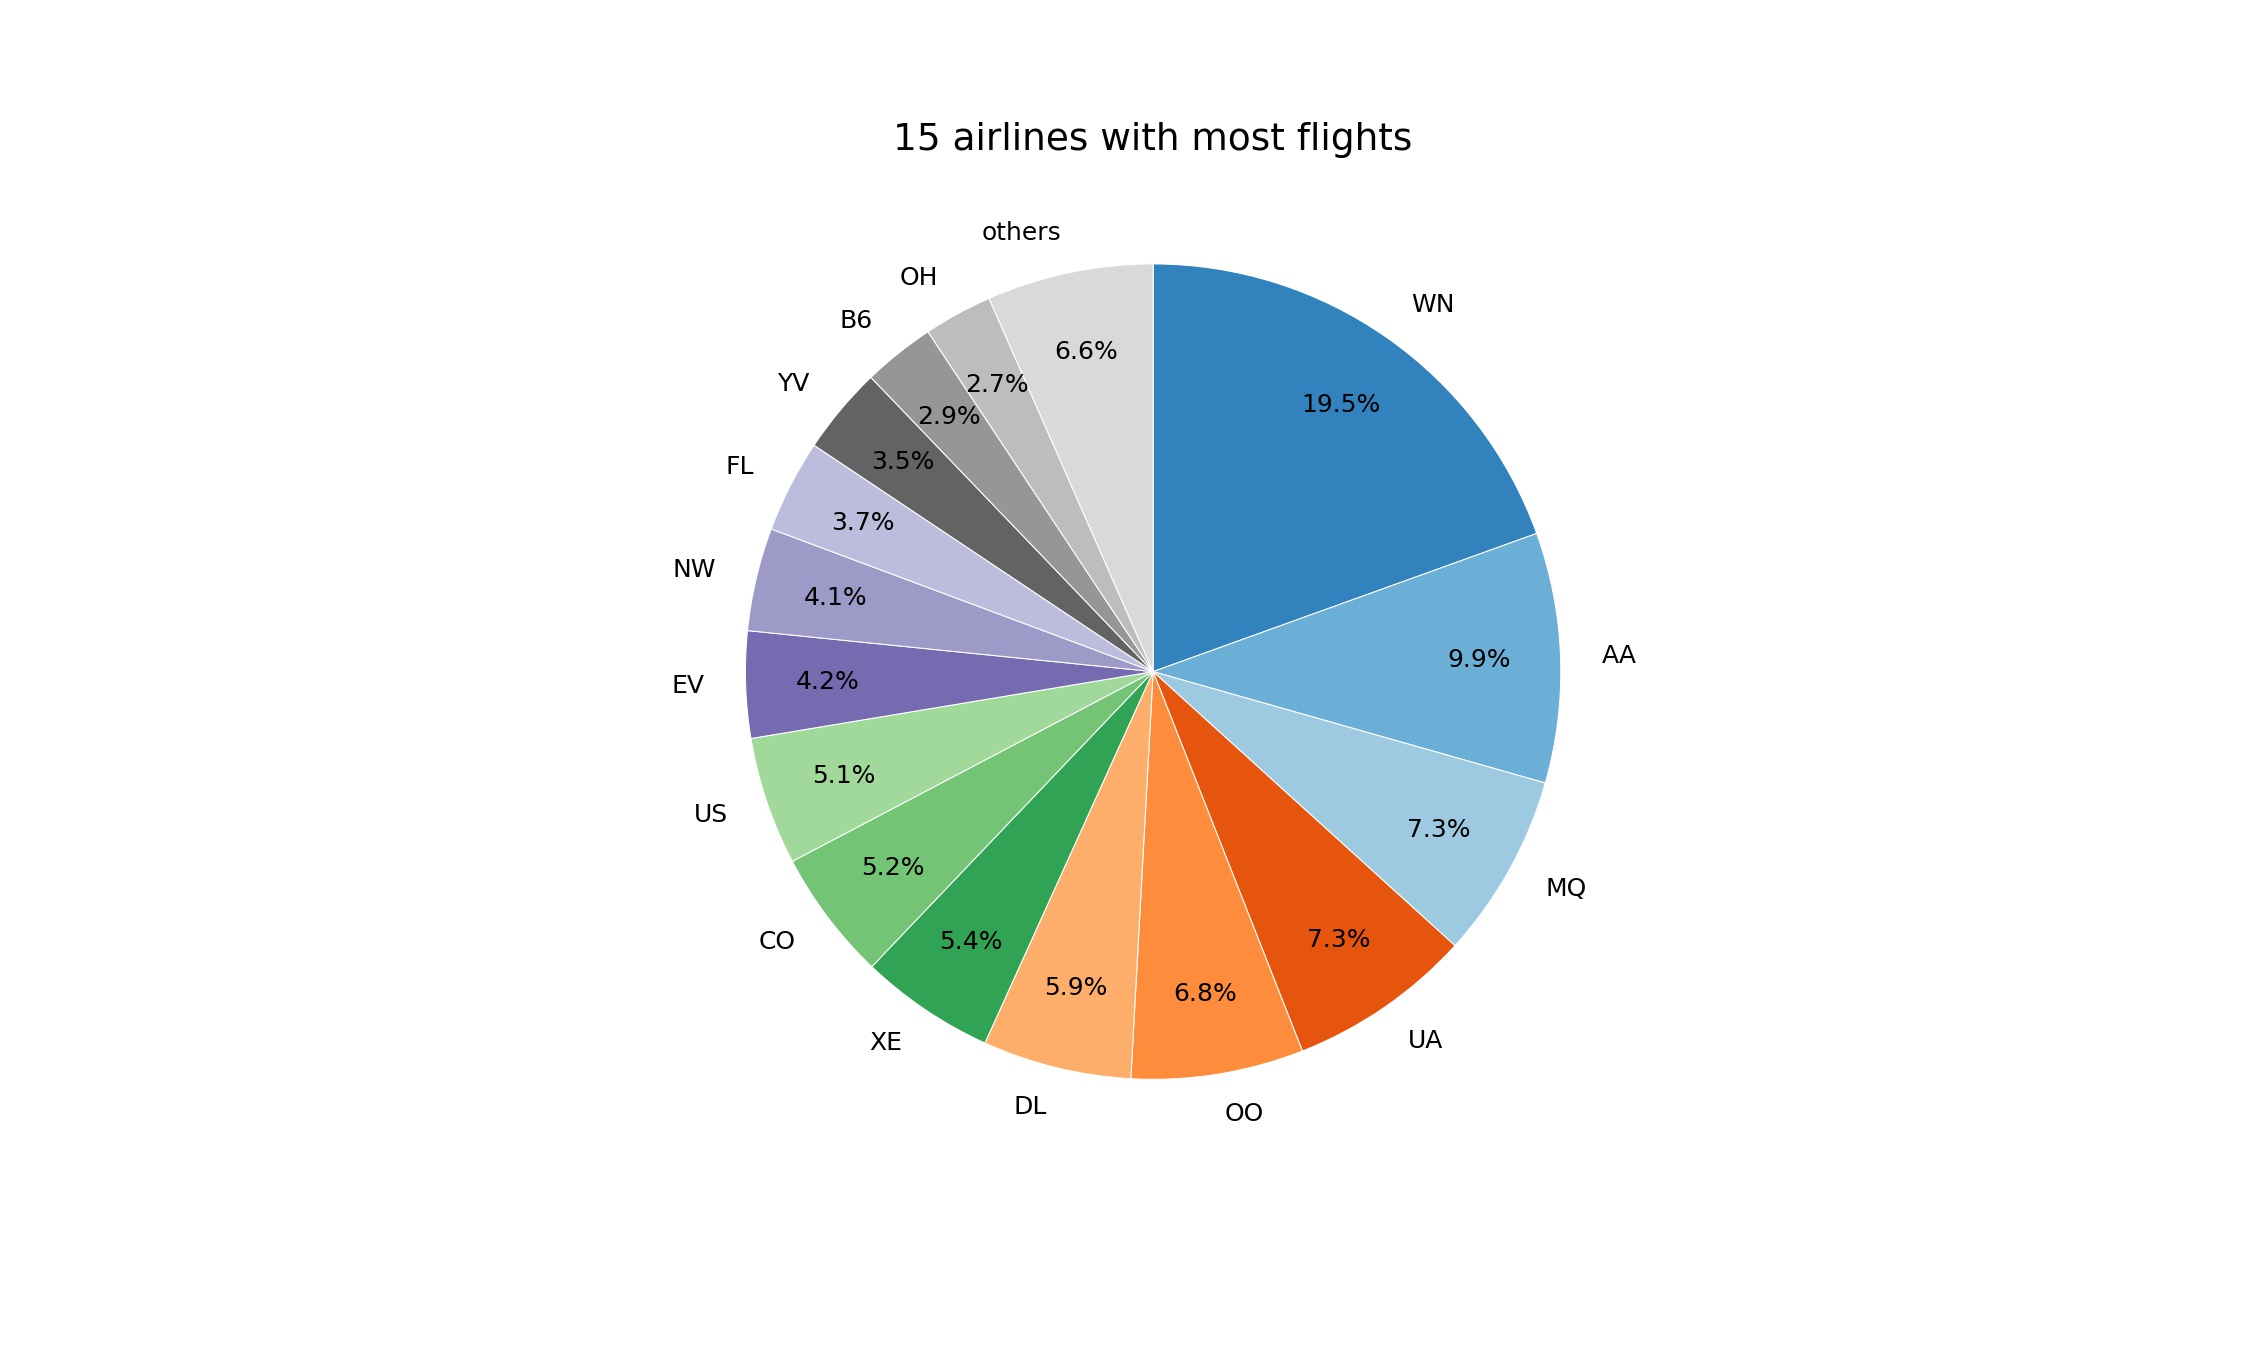 15 airlines with most flights
others
OH
B6
YV
FL
NW
EV
US
CO
XE
DL
OO
UA
MQ
AA
WN
6.6%
2.7%
2.9%
3.5%
3.7%
4.1%
4.2%
5.1%
5.2%
5.4%
5.9%
6.8%
7.3%
7.3%
9.9%
19.5%